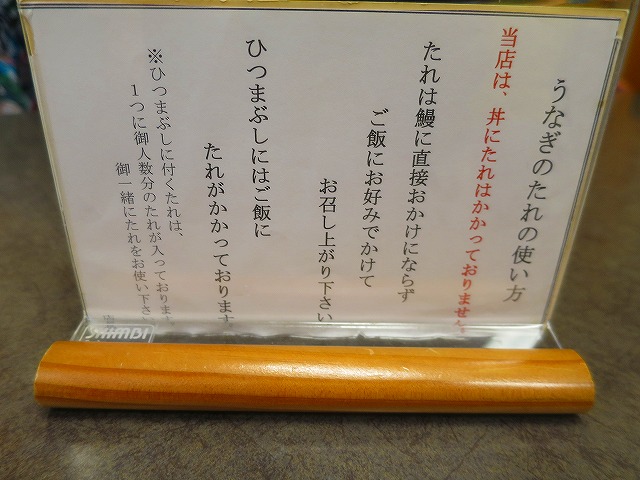 うなぎのたれの使い方
当店は、丼にたれはかかっておりません
たれは鰻に直接おかけにならず
ご飯にお好みでかけて
お召し上がり下さい
ひつまぶしにはご飯に
たれがかかっております
※ひつまぶしに付くたれは、
1つに御人数分のたれが入っております
御一緒にたれをお使い下さい
SHIMBI